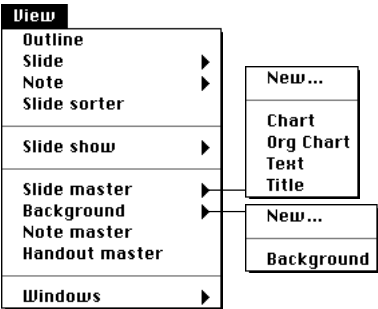 View
Outline
Slide
Note
Slide sorter
Slide show
Slide master
Background
Note master
Handout master
Windows
New...
Chart
Org Chart
Text
Title
New...
Background